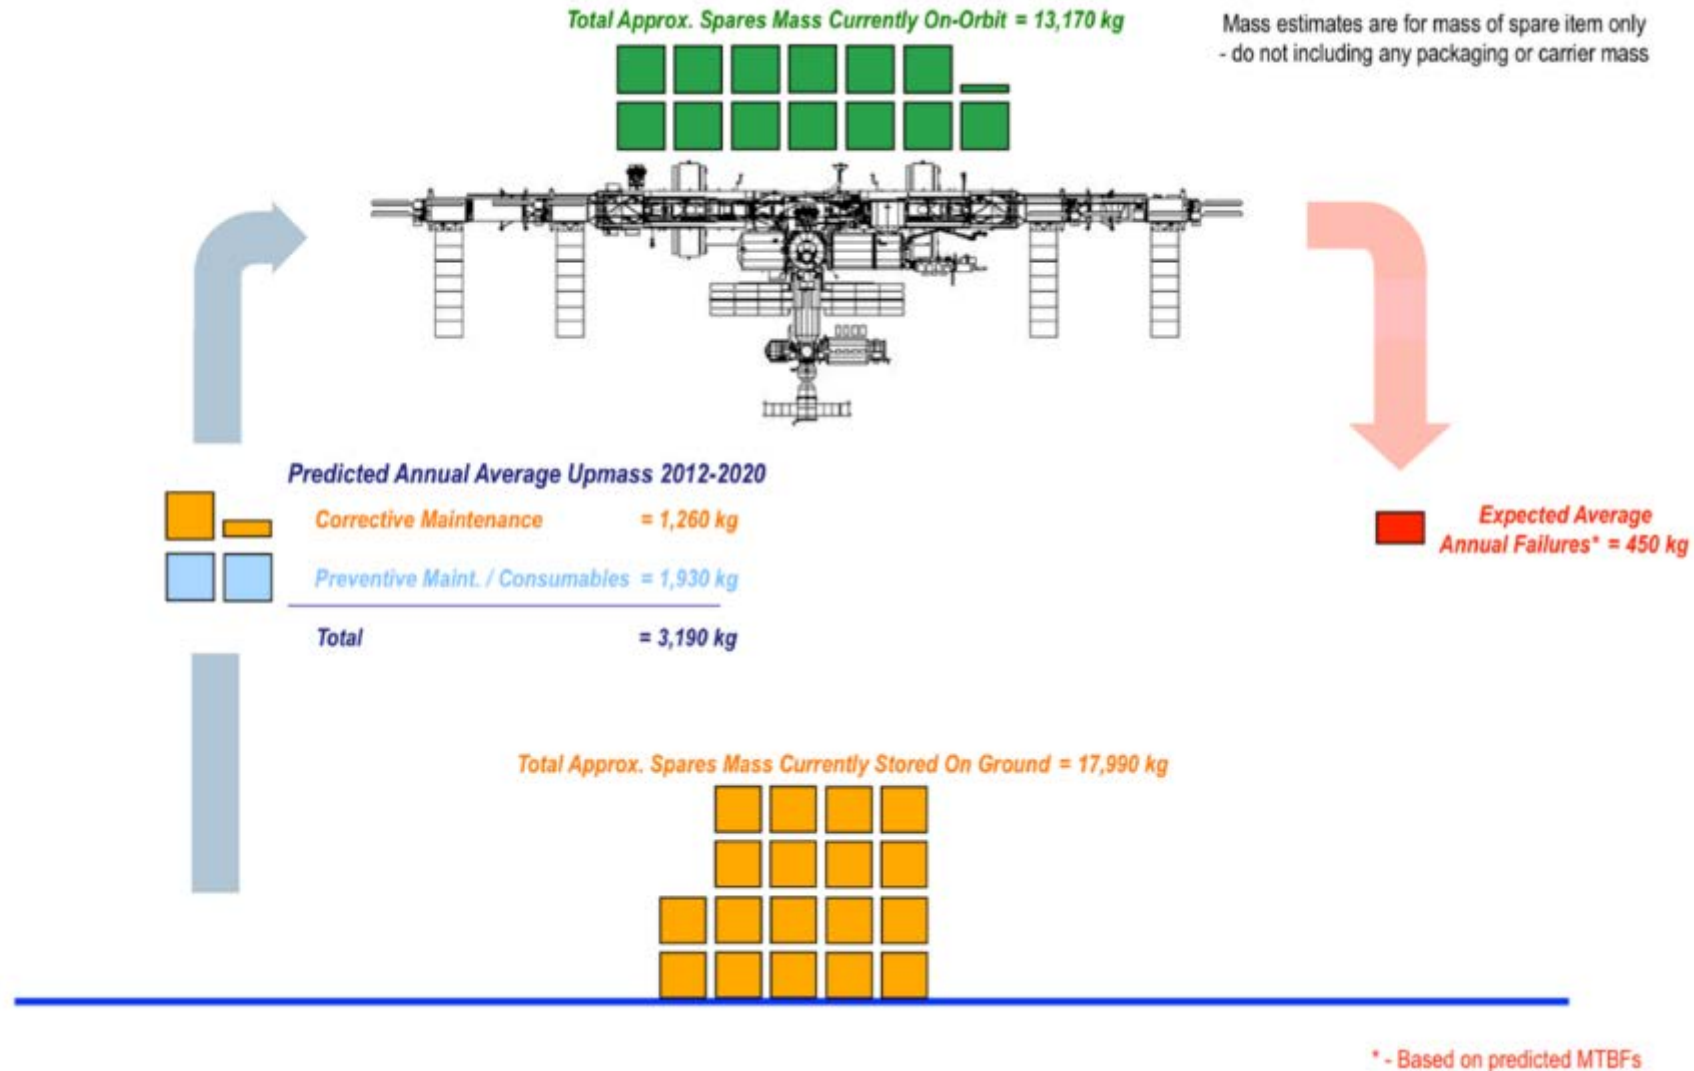 Total Approx. Spares Mass Currently On-Orbit = 13,170 kg
Mass estimates are for mass of spare item only
- do not including any packaging or carrier mass
Predicted Annual Average Upmass 2012-2020
Corrective Maintenance = 1,260 kg
Preventive Maint. / Consumables = 1,930 kg
Total = 3,190 kg
Expected Average
Annual Failures* = 450 kg
Total Approx. Spares Mass Currently Stored On Ground = 17,990 kg
* - Based on predicted MTBFs